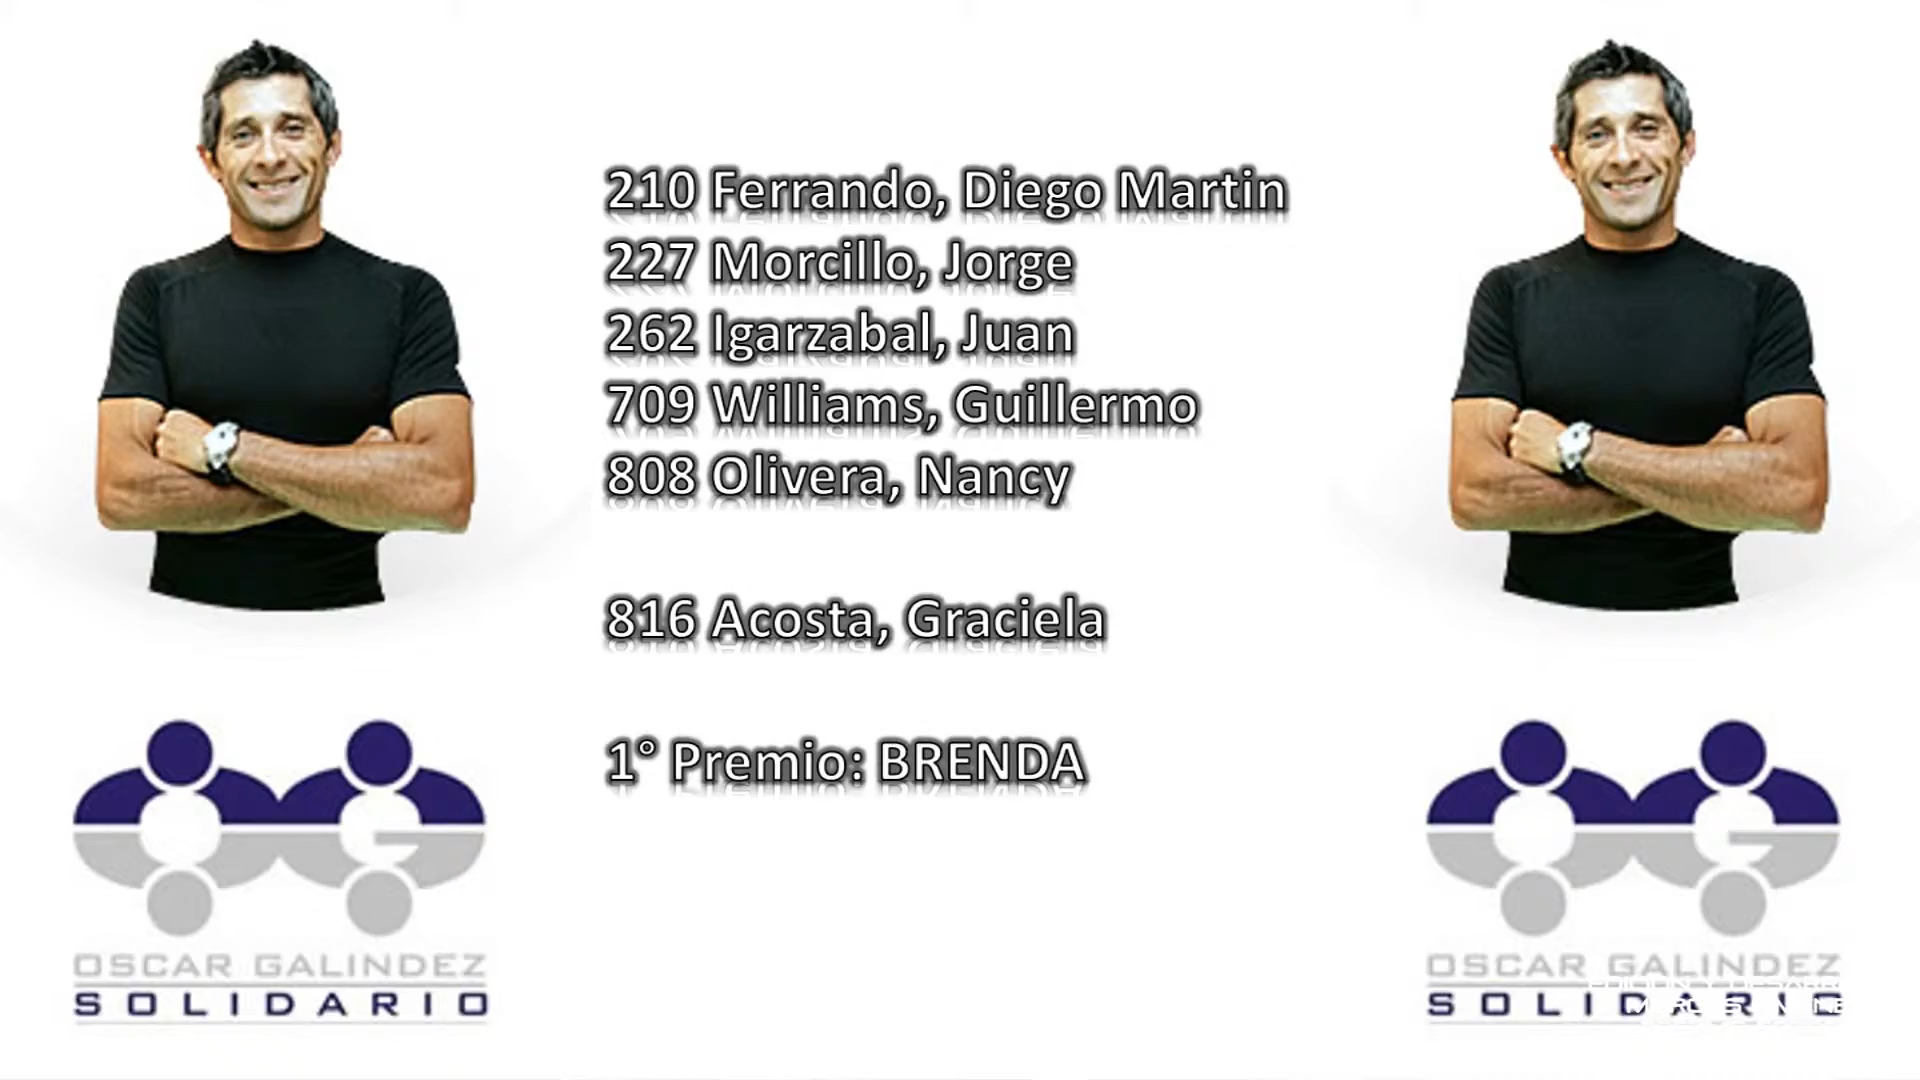 210 Ferrando, Diego Martin
227 Morcillo, Jorge
262 Igarzabal, Juan
709 Williams, Guillermo
808 Olivera, Nancy
816 Acosta, Graciela
1° Premio: BRENDA
OSCAR GALINDEZ
SOLIDARIO
OSCAR GALINDEZ
SOLIDARIO